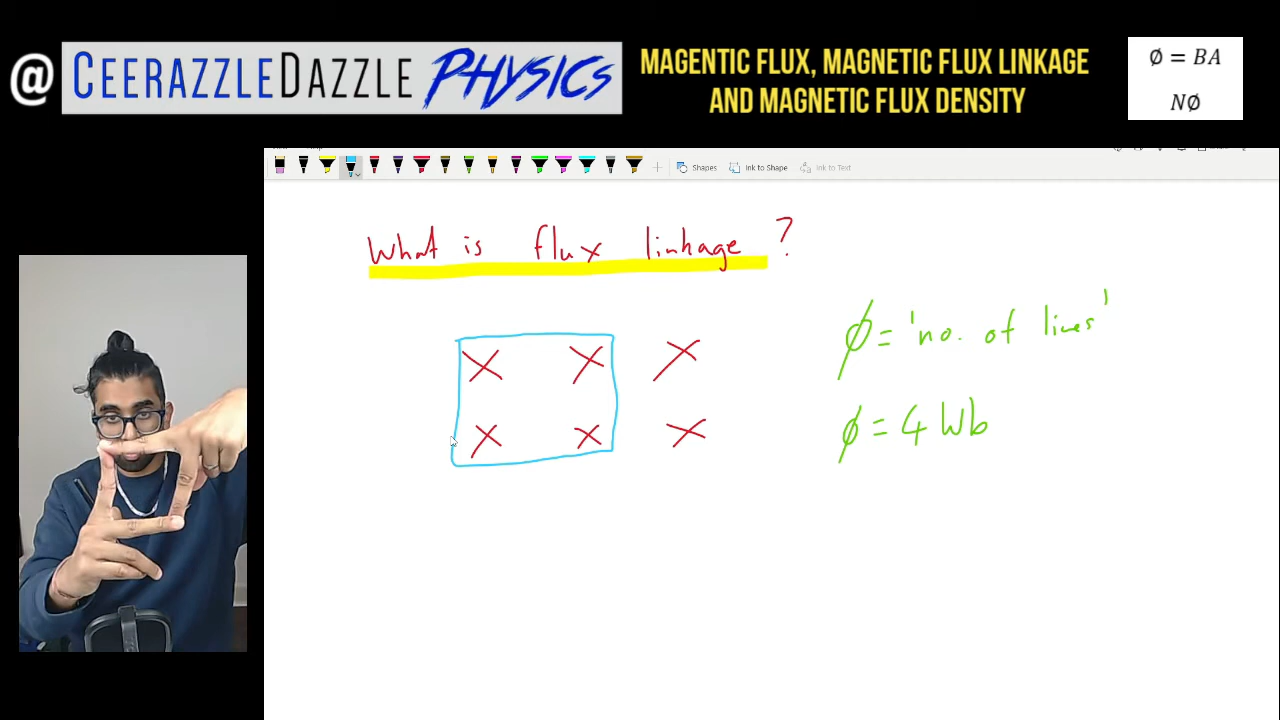 @ CEERAZZLEDAZZLE PHYSICS
MAGENTIC FLUX, MAGNETIC FLUX LINKAGE
AND MAGNETIC FLUX DENSITY
Ø = BA
NØ
Shapes
Ink to Shape
Ink to Text
What is flux linkage ?
ø = 'no. of lines'
ø = 4 Wb